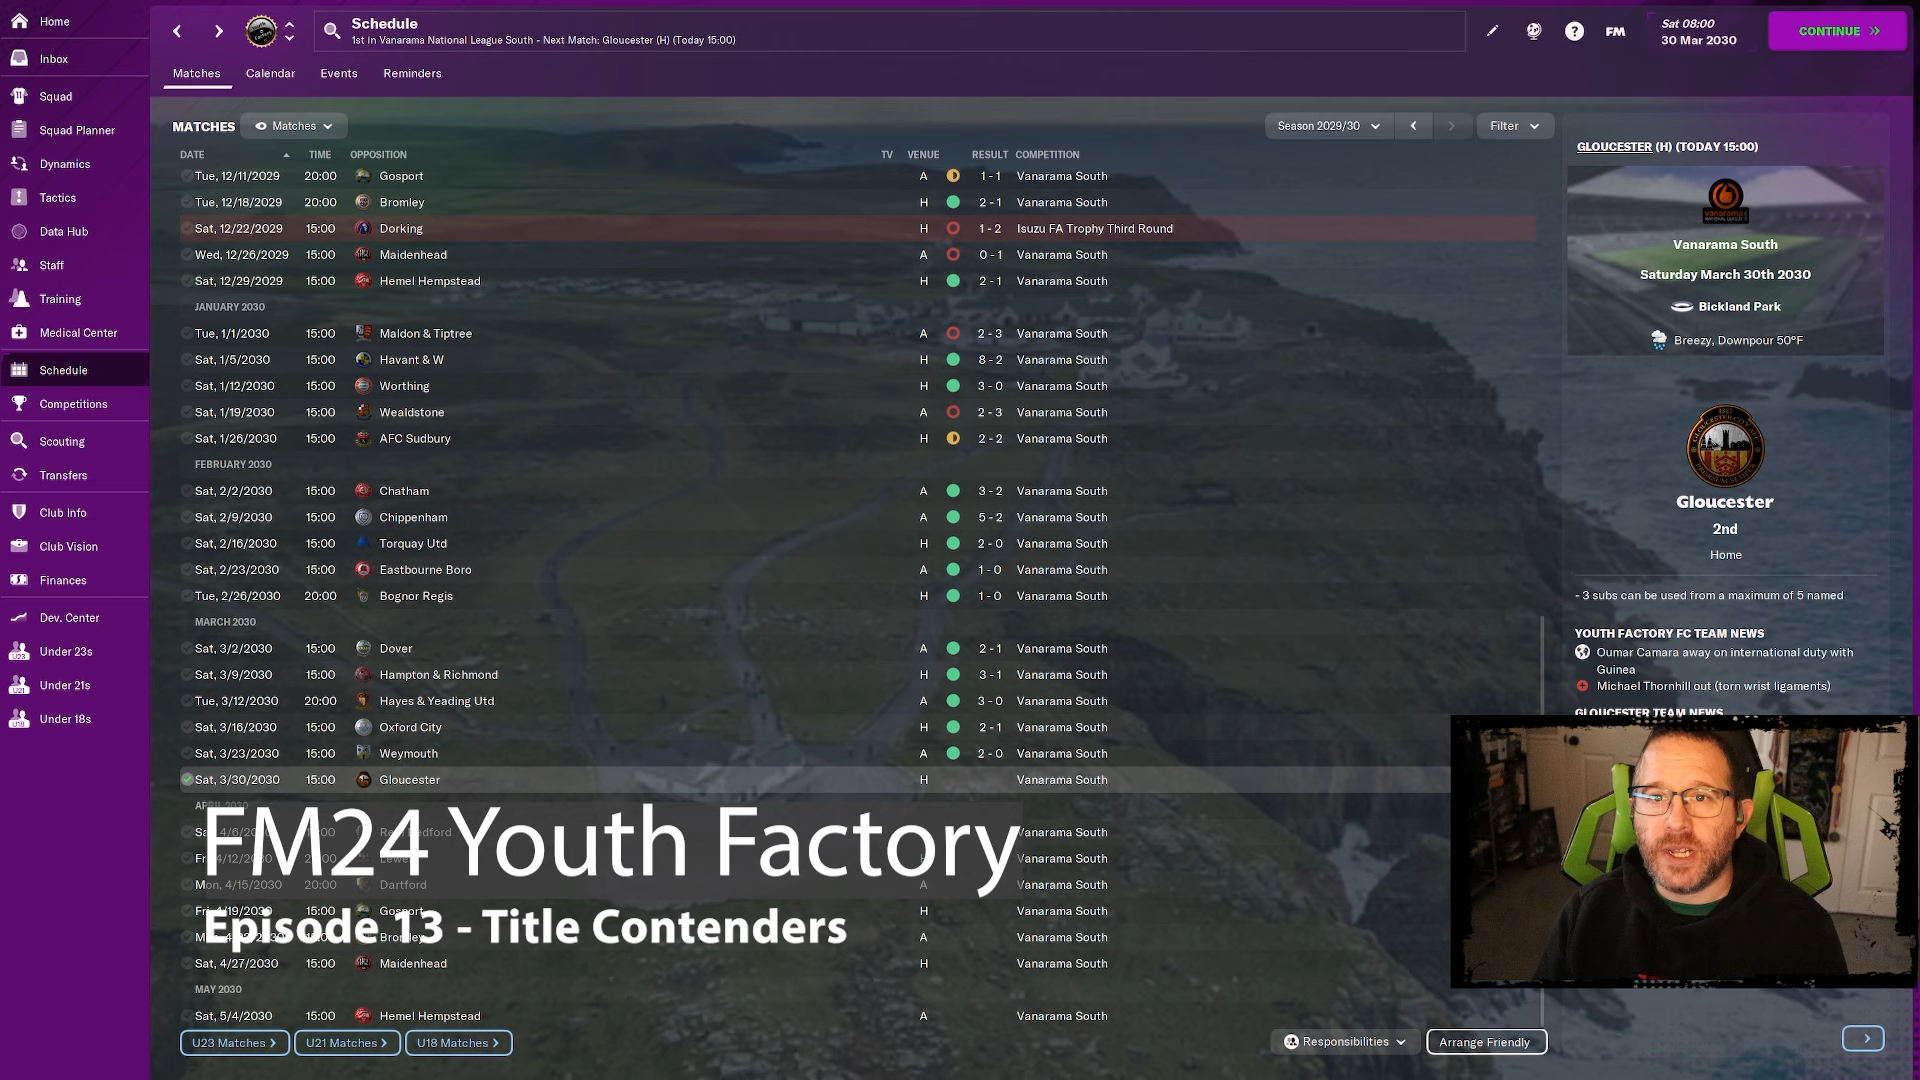 Home
Inbox
Squad
Squad Planner
Dynamics
Tactics
Data Hub
Staff
Training
Medical Center
Schedule
Competitions
Scouting
Transfers
Club Info
Club Vision
Finances
Dev. Center
Under 23s
Under 21s
Under 18s
Schedule
1st in Vanarama National League South - Next Match: Gloucester (H) (Today 15:00)
FM
Sat 08:00
30 Mar 2030
CONTINUE
Matches Calendar Events Reminders
MATCHES Matches Season 2029/30 Filter
DATE TIME OPPOSITION TV VENUE RESULT COMPETITION
Tue, 12/11/2029 20:00 Gosport A 1 - 1 Vanarama South
Tue, 12/18/2029 20:00 Bromley H 2 - 1 Vanarama South
Sat, 12/22/2029 15:00 Dorking H 1 - 2 Isuzu FA Trophy Third Round
Wed, 12/26/2029 15:00 Maidenhead A 0 - 1 Vanarama South
Sat, 12/29/2029 15:00 Hemel Hempstead H 2 - 1 Vanarama South
JANUARY 2030
Tue, 1/1/2030 15:00 Maldon & Tiptree A 2 - 3 Vanarama South
Sat, 1/5/2030 15:00 Havant & W H 8 - 2 Vanarama South
Sat, 1/12/2030 15:00 Worthing H 3 - 0 Vanarama South
Sat, 1/19/2030 15:00 Wealdstone A 2 - 3 Vanarama South
Sat, 1/26/2030 15:00 AFC Sudbury H 2 - 2 Vanarama South
FEBRUARY 2030
Sat, 2/2/2030 15:00 Chatham A 3 - 2 Vanarama South
Sat, 2/9/2030 15:00 Chippenham A 5 - 2 Vanarama South
Sat, 2/16/2030 15:00 Torquay Utd H 2 - 0 Vanarama South
Sat, 2/23/2030 15:00 Eastbourne Boro A 1 - 0 Vanarama South
Tue, 2/26/2030 20:00 Bognor Regis H 1 - 0 Vanarama South
MARCH 2030
Sat, 3/2/2030 15:00 Dover A 2 - 1 Vanarama South
Sat, 3/9/2030 15:00 Hampton & Richmond H 3 - 1 Vanarama South
Tue, 3/12/2030 20:00 Hayes & Yeading Utd A 3 - 0 Vanarama South
Sat, 3/16/2030 15:00 Oxford City H 2 - 1 Vanarama South
Sat, 3/23/2030 15:00 Weymouth A 2 - 0 Vanarama South
Sat, 3/30/2030 15:00 Gloucester H Vanarama South
APRIL 2030
Vanarama South
Vanarama South
Mon, 4/15/2030 20:00 Dartford A Vanarama South
Fri, 4/19/2030 15:00 Gosport H Vanarama South
A Vanarama South
Sat, 4/27/2030 15:00 Maidenhead H Vanarama South
MAY 2030
Sat, 5/4/2030 15:00 Hemel Hempstead A Vanarama South
FM24 Youth Factory
Episode 13 - Title Contenders
U23 Matches U21 Matches U18 Matches Responsibilities Arrange Friendly
GLOUCESTER (H) (TODAY 15:00)
vanarama
Vanarama South
Saturday March 30th 2030
Bickland Park
Breezy, Downpour 50°F
1883
Gloucester
2nd
Home
- 3 subs can be used from a maximum of 5 named
YOUTH FACTORY FC TEAM NEWS
Oumar Camara away on international duty with
Guinea
Michael Thornhill out (torn wrist ligaments)
GLOUCESTER TEAM NEWS